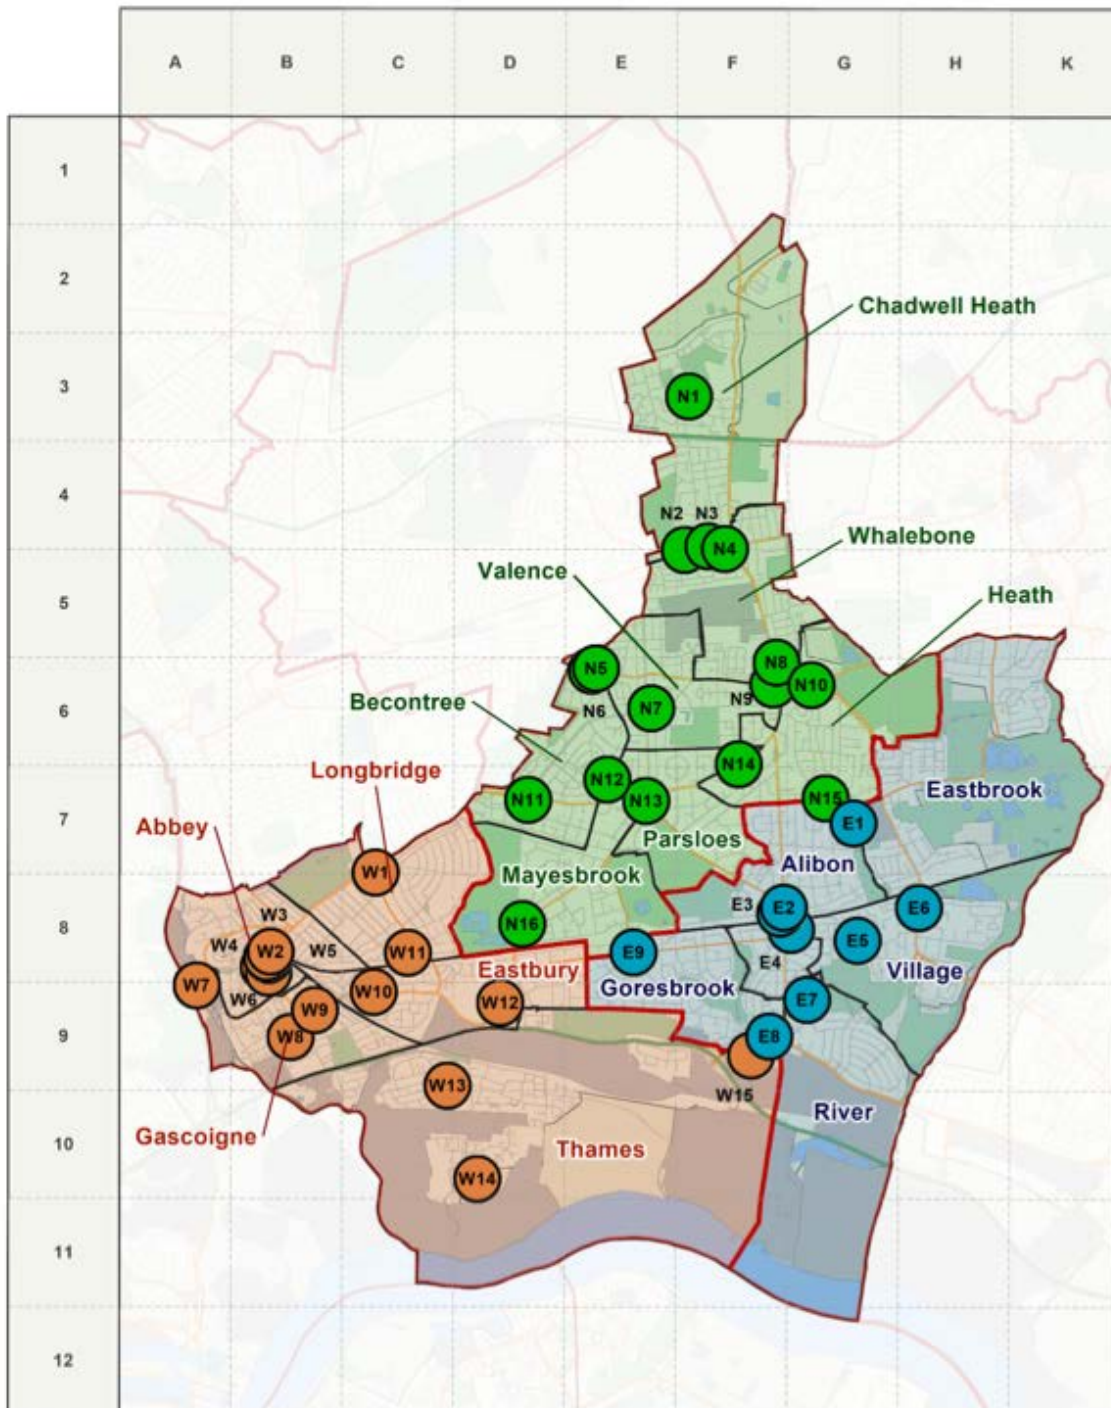 A B C D E F G H K
1
2
Chadwell Heath
3
N1
4
N2 N3
N4
Whalebone
Valence
5
Heath
N5
N8
N10
N9
6
N6
N7
Becontree
Longbridge
N14
N12
Eastbrook
N11
N13
N15
7
Abbey
E1
Parsloes
Alibon
W1
Mayesbrook
E3
E2
E6
W3
N16
8
W4
W2
W5
W11
E9
E5
E4
Eastbury
Village
W7
W6
W10
Goresbrook
W12
E7
W9
W8
9
E8
W13
W15
River
Gascoigne
10
Thames
W14
11
12